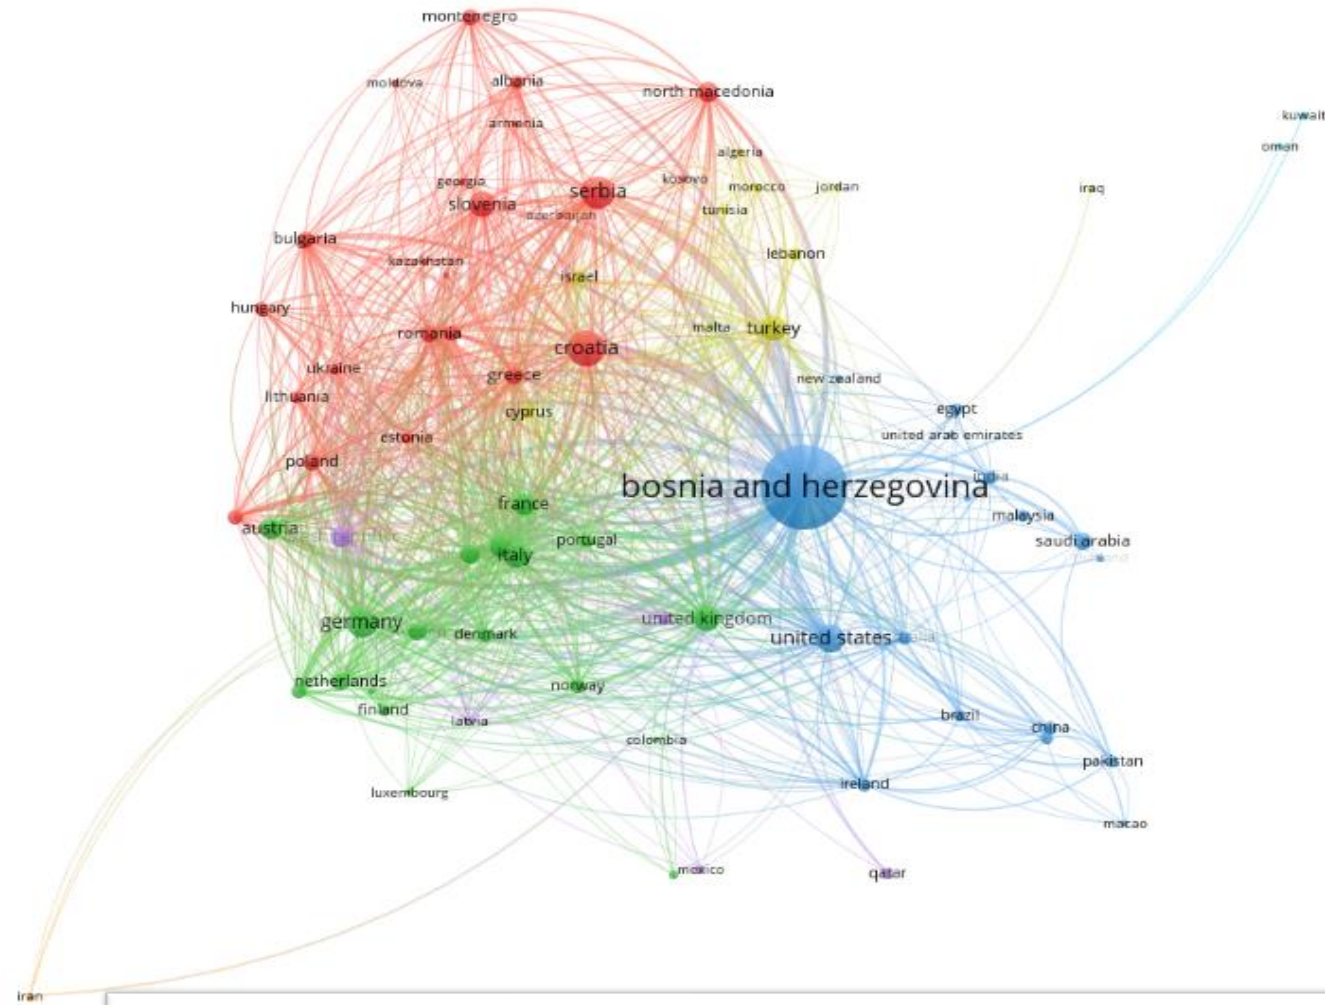 montenegro
moldova
albania
north macedonia
armenia
kuwait
oman
algeria
georgia
kosovo
morocco
jordan
iraq
slovenia
serbia
azerbaijan
tunisia
bulgaria
kazakhstan
israel
lebanon
hungary
romania
croatia
malta
turkey
ukraine
greece
new zealand
lithuania
cyprus
egypt
estonia
united arab emirates
poland
bosnia and herzegovina
india
france
malaysia
austria
italy
portugal
saudi arabia
germany
denmark
united kingdom
united states
netherlands
norway
finland
latvia
colombia
brazil
china
pakistan
luxembourg
ireland
macao
mexico
qatar
iran